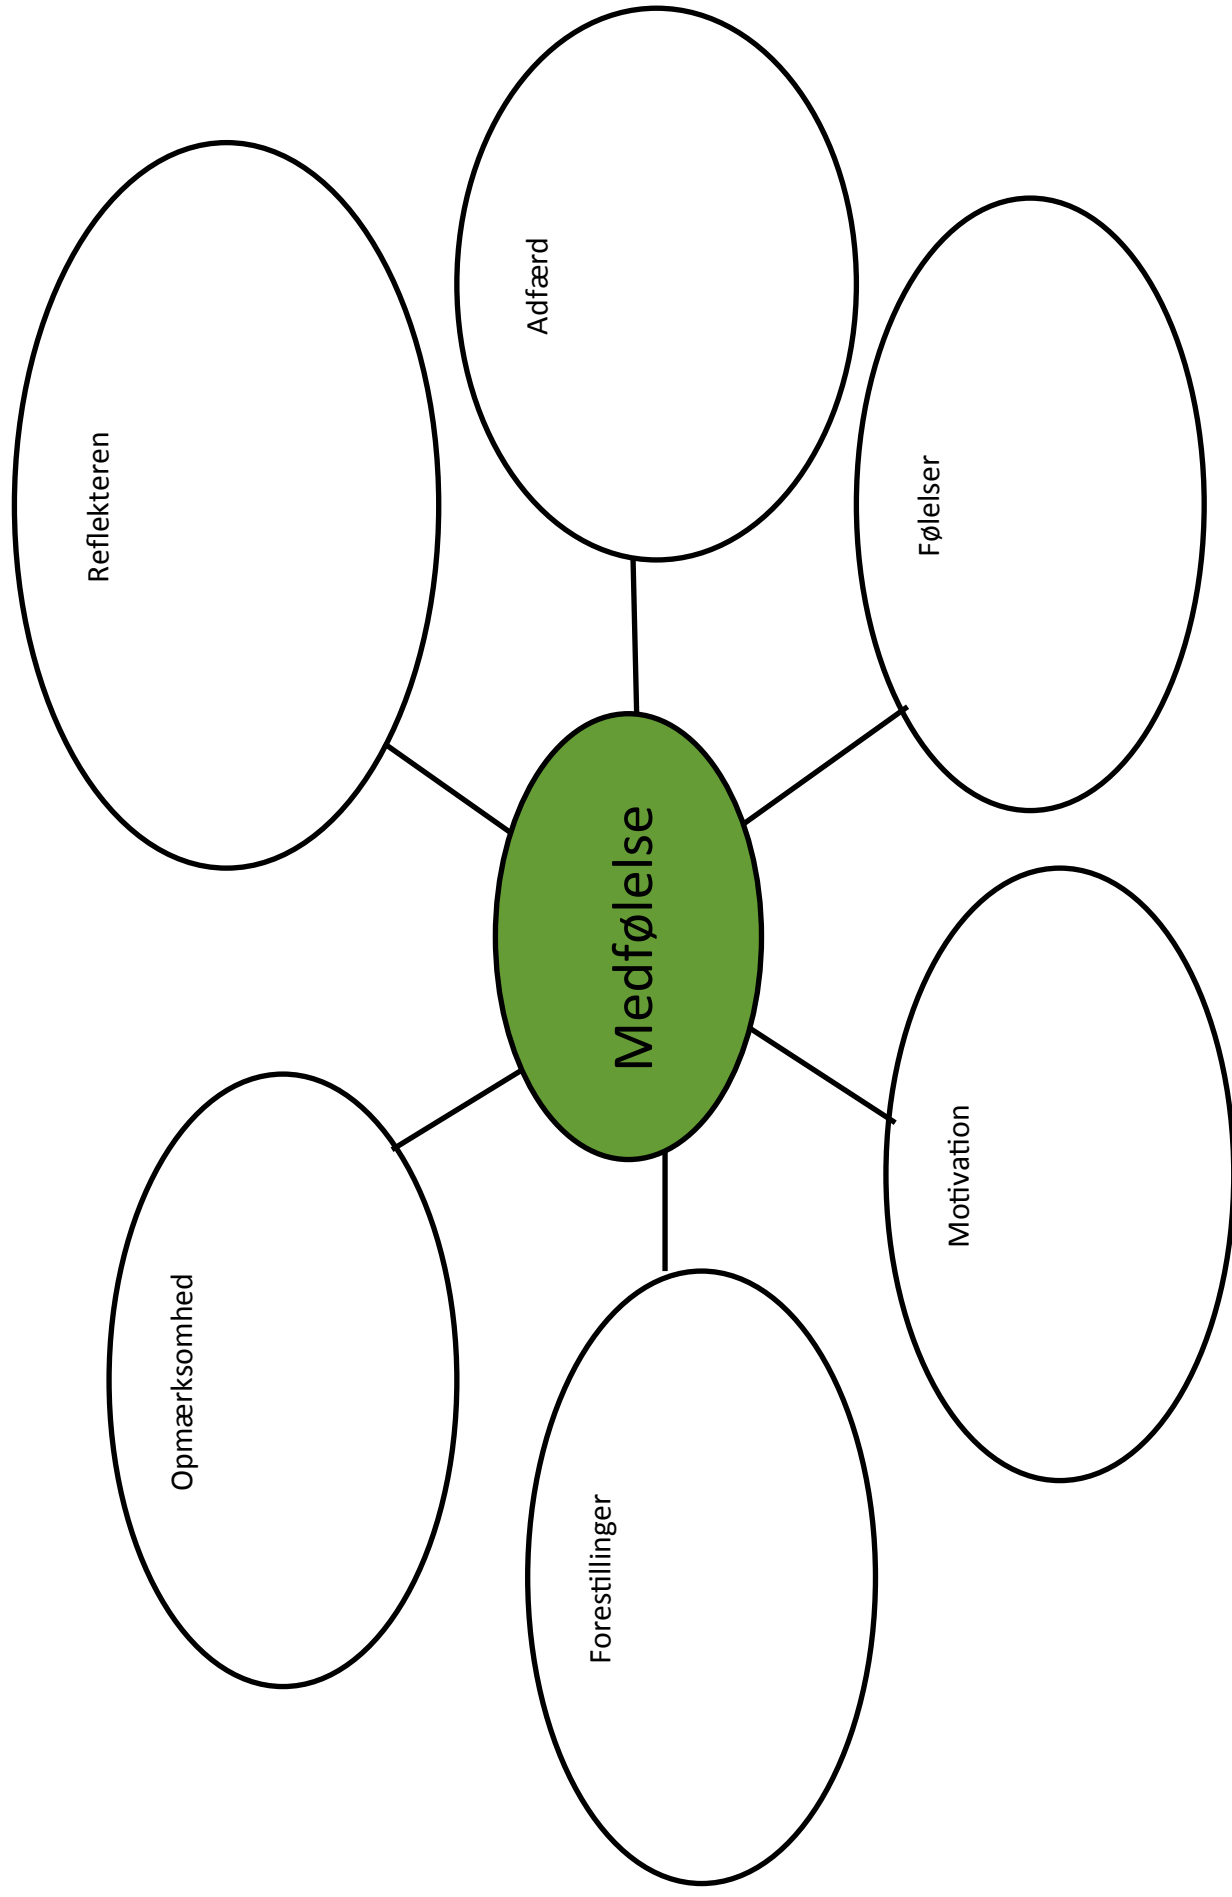 Opmærksomhed
Reflekteren
Forestillinger
Medfølelse
Adfærd
Motivation
Følelser